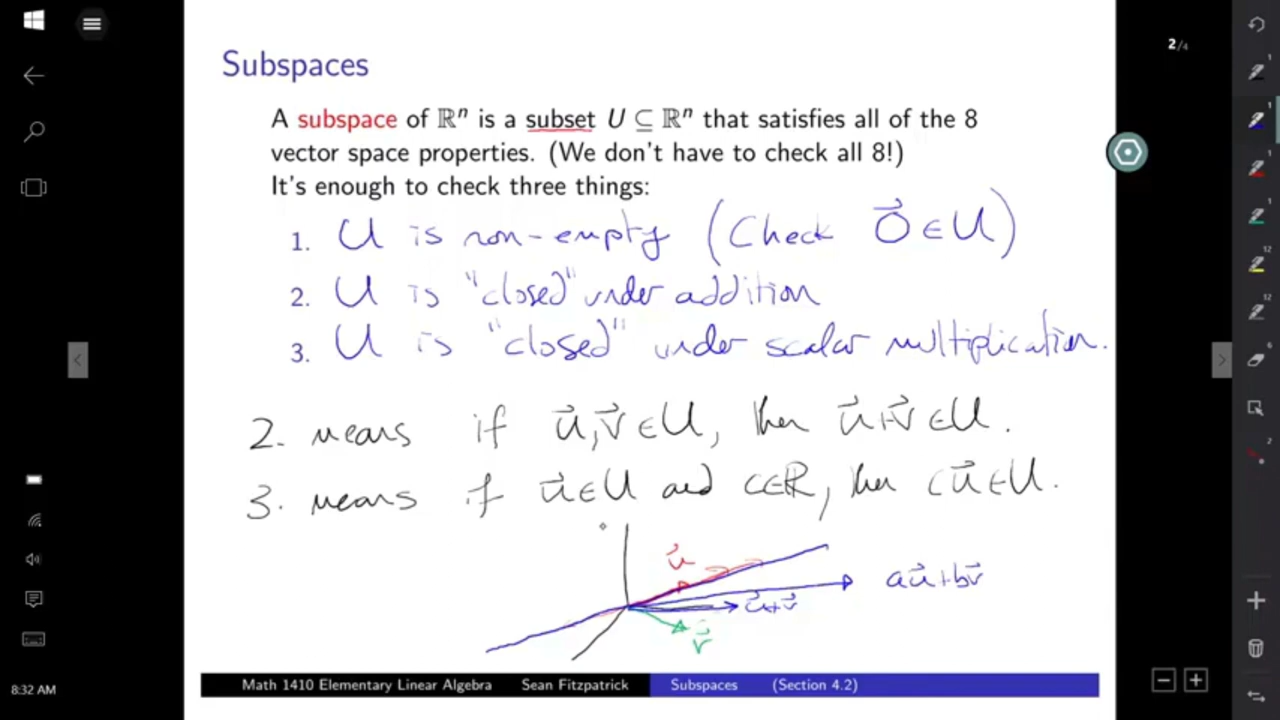 2/4
Subspaces
A subspace of ℝⁿ is a subset U ⊆ ℝⁿ that satisfies all of the 8
vector space properties. (We don't have to check all 8!)
It's enough to check three things:
1. U is non-empty (Check 0⃗ ∈ U)
2. U is "closed" under addition
3. U is "closed" under scalar multiplication.
2. means if u⃗, v⃗ ∈ U, then u⃗+v⃗ ∈ U.
3. means if u⃗ ∈ U and c∈ℝ, then cu⃗ ∈ U.
u⃗
au⃗+bv⃗
u⃗+v⃗
v⃗
8:32 AM
Math 1410 Elementary Linear Algebra Sean Fitzpatrick Subspaces (Section 4.2)